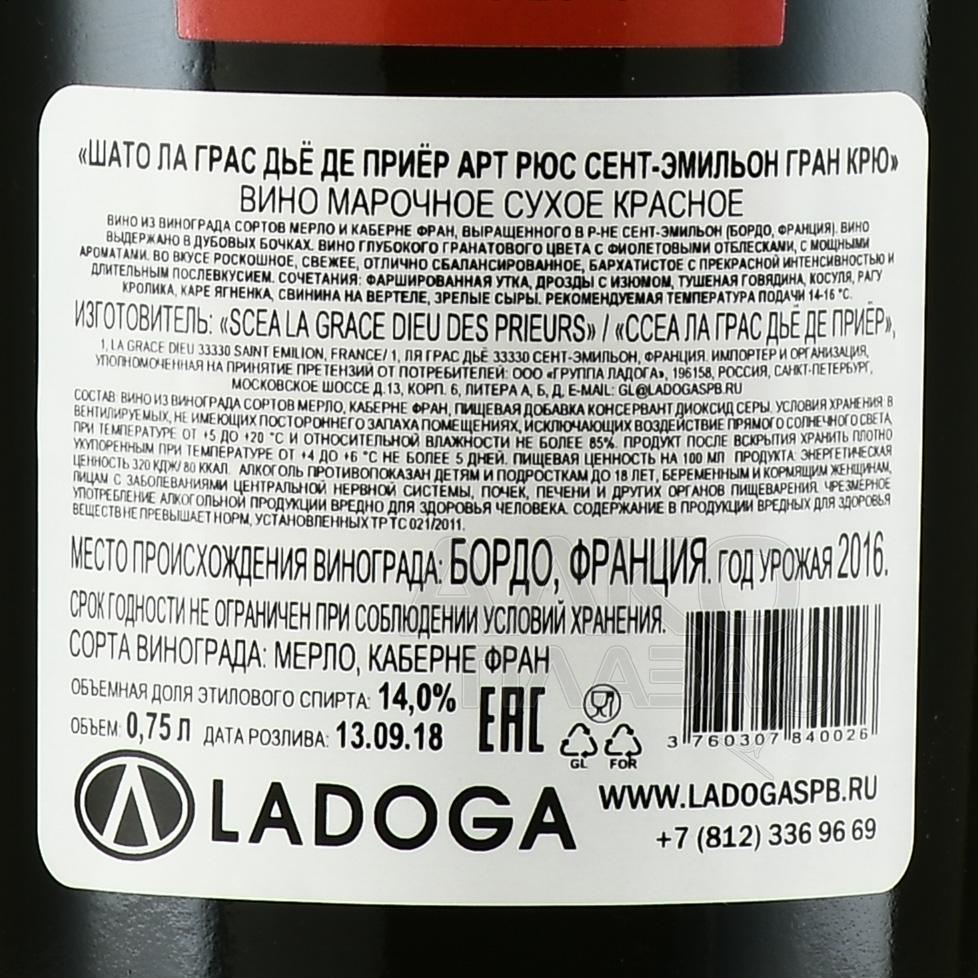 «ШАТО ЛА ГРАС ДЬЁ ДЕ ПРИЁР АРТ РЮС СЕНТ-ЭМИЛЬОН ГРАН КРЮ»
ВИНО МАРОЧНОЕ СУХОЕ КРАСНОЕ
ВИНО ИЗ ВИНОГРАДА СОРТОВ МЕРЛО И КАБЕРНЕ ФРАН, ВЫРАЩЕННОГО В Р-НЕ СЕНТ-ЭМИЛЬОН (БОРДО, ФРАНЦИЯ). ВИНО
ВЫДЕРЖАНО В ДУБОВЫХ БОЧКАХ. ВИНО ГЛУБОКОГО ГРАНАТОВОГО ЦВЕТА С ФИОЛЕТОВЫМИ ОТБЛЕСКАМИ, С МОЩНЫМИ
АРОМАТАМИ. ВО ВКУСЕ РОСКОШНОЕ, СВЕЖЕЕ, ОТЛИЧНО СБАЛАНСИРОВАННОЕ, БАРХАТИСТОЕ С ПРЕКРАСНОЙ ИНТЕНСИВНОСТЬЮ И
ДЛИТЕЛЬНЫМ ПОСЛЕВКУСИЕМ. СОЧЕТАНИЯ: ФАРШИРОВАННАЯ УТКА, ДРОЗДЫ С ИЗЮМОМ, ТУШЕНАЯ ГОВЯДИНА, КОСУЛЯ, РАГУ
КРОЛИКА, КАРЕ ЯГНЕНКА, СВИНИНА НА ВЕРТЕЛЕ, ЗРЕЛЫЕ СЫРЫ. РЕКОМЕНДУЕМАЯ ТЕМПЕРАТУРА ПОДАЧИ 14-16 °С.
ИЗГОТОВИТЕЛЬ: «SCEA LA GRACE DIEU DES PRIEURS» / «ССЕА ЛА ГРАС ДЬЁ ДЕ ПРИЁР»,
1, LA GRACE DIEU 33330 SAINT EMILION, FRANCE/ 1, ЛЯ ГРАС ДЬЁ 33330 СЕНТ-ЭМИЛЬОН, ФРАНЦИЯ. ИМПОРТЕР И ОРГАНИЗАЦИЯ,
УПОЛНОМОЧЕННАЯ НА ПРИНЯТИЕ ПРЕТЕНЗИЙ ОТ ПОТРЕБИТЕЛЕЙ: ООО «ГРУППА ЛАДОГА», 196158, РОССИЯ, САНКТ-ПЕТЕРБУРГ,
МОСКОВСКОЕ ШОССЕ Д.13, КОРП. 6, ЛИТЕРА А, Б, Д, E-MAIL: GL@LADOGASPB.RU
СОСТАВ: ВИНО ИЗ ВИНОГРАДА СОРТОВ МЕРЛО, КАБЕРНЕ ФРАН, ПИЩЕВАЯ ДОБАВКА КОНСЕРВАНТ ДИОКСИД СЕРЫ. УСЛОВИЯ ХРАНЕНИЯ В
ВЕНТИЛИРУЕМЫХ, НЕ ИМЕЮЩИХ ПОСТОРОННЕГО ЗАПАХА ПОМЕЩЕНИЯХ, ИСКЛЮЧАЮЩИХ ВОЗДЕЙСТВИЕ ПРЯМОГО СОЛНЕЧНОГО СВЕТА,
ПРИ ТЕМПЕРАТУРЕ ОТ +5 ДО +20 °С И ОТНОСИТЕЛЬНОЙ ВЛАЖНОСТИ НЕ БОЛЕЕ 85%. ПРОДУКТ ПОСЛЕ ВСКРЫТИЯ ХРАНИТЬ ПЛОТНО
УКУПОРЕННЫМ ПРИ ТЕМПЕРАТУРЕ ОТ +4 ДО +6 °С НЕ БОЛЕЕ 5 ДНЕЙ. ПИЩЕВАЯ ЦЕННОСТЬ НА 100 МЛ ПРОДУКТА: ЭНЕРГЕТИЧЕСКАЯ
ЦЕННОСТЬ 320 КДЖ/ 80 ККАЛ. АЛКОГОЛЬ ПРОТИВОПОКАЗАН ДЕТЯМ И ПОДРОСТКАМ ДО 18 ЛЕТ, БЕРЕМЕННЫМ И КОРМЯЩИМ ЖЕНЩИНАМ,
ЛИЦАМ С ЗАБОЛЕВАНИЯМИ ЦЕНТРАЛЬНОЙ НЕРВНОЙ СИСТЕМЫ, ПОЧЕК, ПЕЧЕНИ И ДРУГИХ ОРГАНОВ ПИЩЕВАРЕНИЯ. ЧРЕЗМЕРНОЕ
УПОТРЕБЛЕНИЕ АЛКОГОЛЬНОЙ ПРОДУКЦИИ ВРЕДНО ДЛЯ ЗДОРОВЬЯ ЧЕЛОВЕКА. СОДЕРЖАНИЕ В ПРОДУКЦИИ ВРЕДНЫХ ДЛЯ ЗДОРОВЬЯ
ВЕЩЕСТВ НЕ ПРЕВЫШАЕТ НОРМ, УСТАНОВЛЕННЫХ ТР ТС 021/2011.
МЕСТО ПРОИСХОЖДЕНИЯ ВИНОГРАДА: БОРДО, ФРАНЦИЯ. ГОД УРОЖАЯ 2016.
СРОК ГОДНОСТИ НЕ ОГРАНИЧЕН ПРИ СОБЛЮДЕНИИ УСЛОВИЙ ХРАНЕНИЯ.
СОРТА ВИНОГРАДА: МЕРЛО, КАБЕРНЕ ФРАН
ОБЪЕМНАЯ ДОЛЯ ЭТИЛОВОГО СПИРТА: 14,0%
ОБЪЕМ: 0,75 Л ДАТА РОЗЛИВА: 13.09.18
EAC
GL FOR
3 760307 840026
LADOGA
WWW.LADOGASPB.RU
+7 (812) 336 96 69
АЛКО
ПЛАЗА